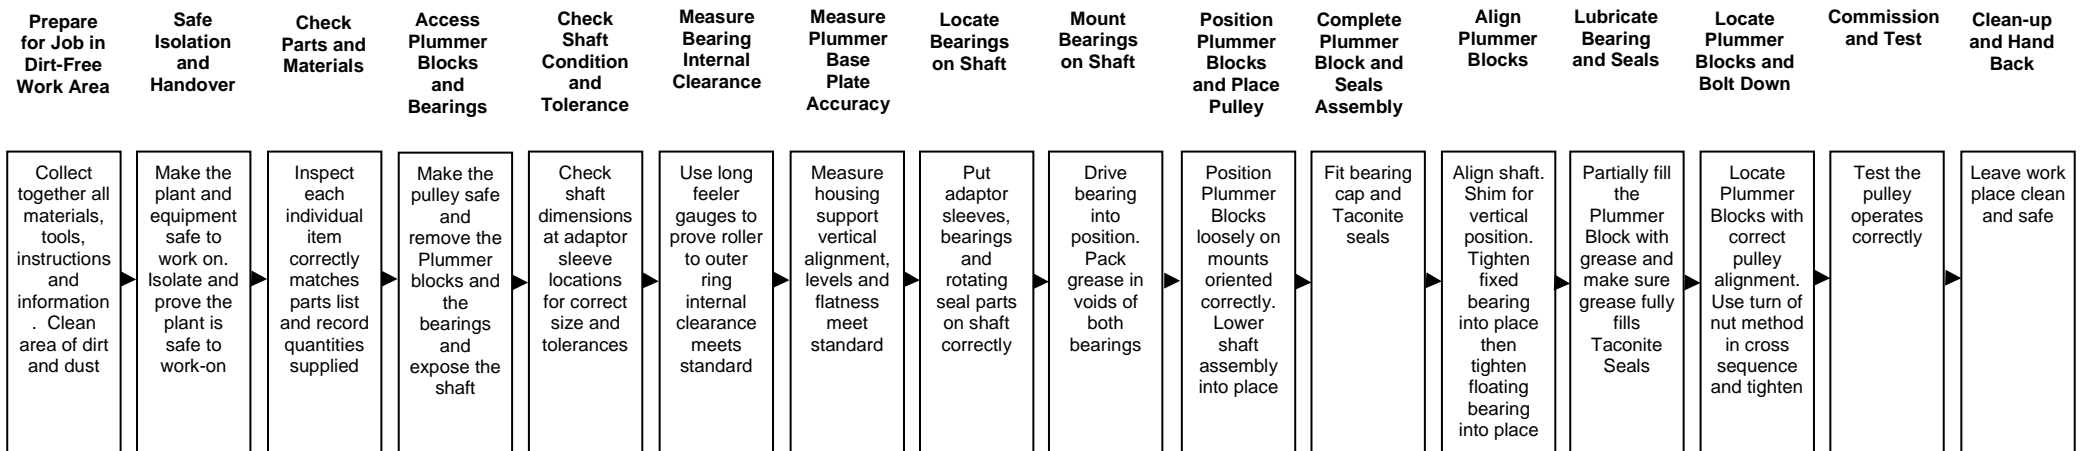 Prepare
for Job in
Dirt-Free
Work Area
Safe
Isolation
and
Handover
Check
Parts and
Materials
Access
Plummer
Blocks
and
Bearings
Check
Shaft
Condition
and
Tolerance
Measure
Bearing
Internal
Clearance
Measure
Plummer
Base
Plate
Accuracy
Locate
Bearings
on Shaft
Mount
Bearings
on Shaft
Position
Plummer
Blocks
and Place
Pulley
Complete
Plummer
Block and
Seals
Assembly
Align
Plummer
Blocks
Lubricate
Bearing
and Seals
Locate
Plummer
Blocks and
Bolt Down
Commission
and Test
Clean-up
and Hand
Back
Collect
together all
materials,
tools,
instructions
and
information
. Clean
area of dirt
and dust
Make the
plant and
equipment
safe to
work on.
Isolate and
prove the
plant is
safe to
work-on
Inspect
each
individual
item
correctly
matches
parts list
and record
quantities
supplied
Make the
pulley safe
and
remove the
Plummer
blocks and
the
bearings
and
expose the
shaft
Check
shaft
dimensions
at adaptor
sleeve
locations
for correct
size and
tolerances
Use long
feeler
gauges to
prove roller
to outer
ring
internal
clearance
meets
standard
Measure
housing
support
vertical
alignment,
levels and
flatness
meet
standard
Put
adaptor
sleeves,
bearings
and
rotating
seal parts
on shaft
correctly
Drive
bearing
into
position.
Pack
grease in
voids of
both
bearings
Position
Plummer
Blocks
loosely on
mounts
oriented
correctly.
Lower
shaft
assembly
into place
Fit bearing
cap and
Taconite
seals
Align shaft.
Shim for
vertical
position.
Tighten
fixed
bearing
into place
then
tighten
floating
bearing
into place
Partially fill
the
Plummer
Block with
grease and
make sure
grease fully
fills
Taconite
Seals
Locate
Plummer
Blocks with
correct
pulley
alignment.
Use turn of
nut method
in cross
sequence
and tighten
Test the
pulley
operates
correctly
Leave work
place clean
and safe